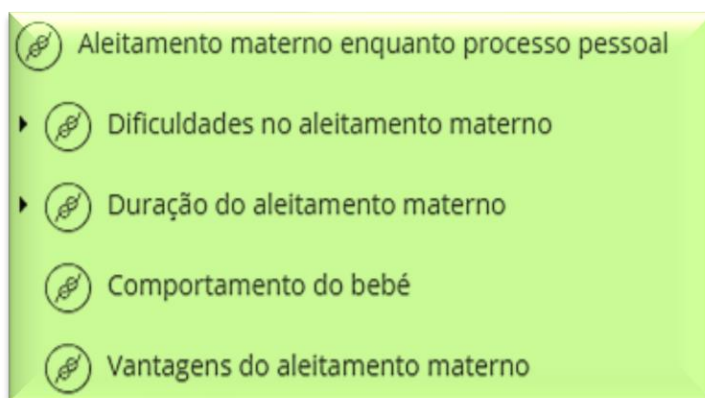 Aleitamento materno enquanto processo pessoal
Dificuldades no aleitamento materno
Duração do aleitamento materno
Comportamento do bebé
Vantagens do aleitamento materno